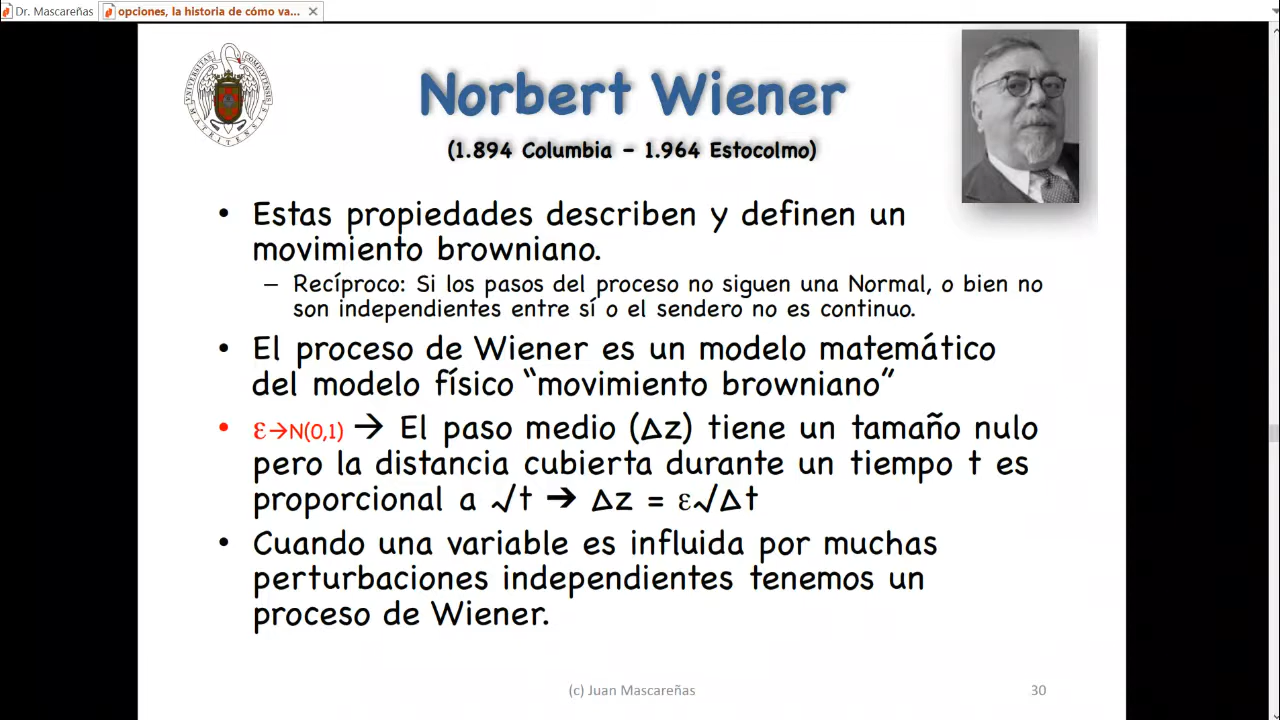 Dr. Mascareñas
opciones, la historia de cómo va...
Norbert Wiener
(1.894 Columbia – 1.964 Estocolmo)
• Estas propiedades describen y definen un
movimiento browniano.
– Recíproco: Si los pasos del proceso no siguen una Normal, o bien no
son independientes entre sí o el sendero no es continuo.
• El proceso de Wiener es un modelo matemático
del modelo físico “movimiento browniano”
• ε→N(0,1) → El paso medio (Δz) tiene un tamaño nulo
pero la distancia cubierta durante un tiempo t es
proporcional a √t → Δz = ε√Δt
• Cuando una variable es influida por muchas
perturbaciones independientes tenemos un
proceso de Wiener.
(c) Juan Mascareñas
30